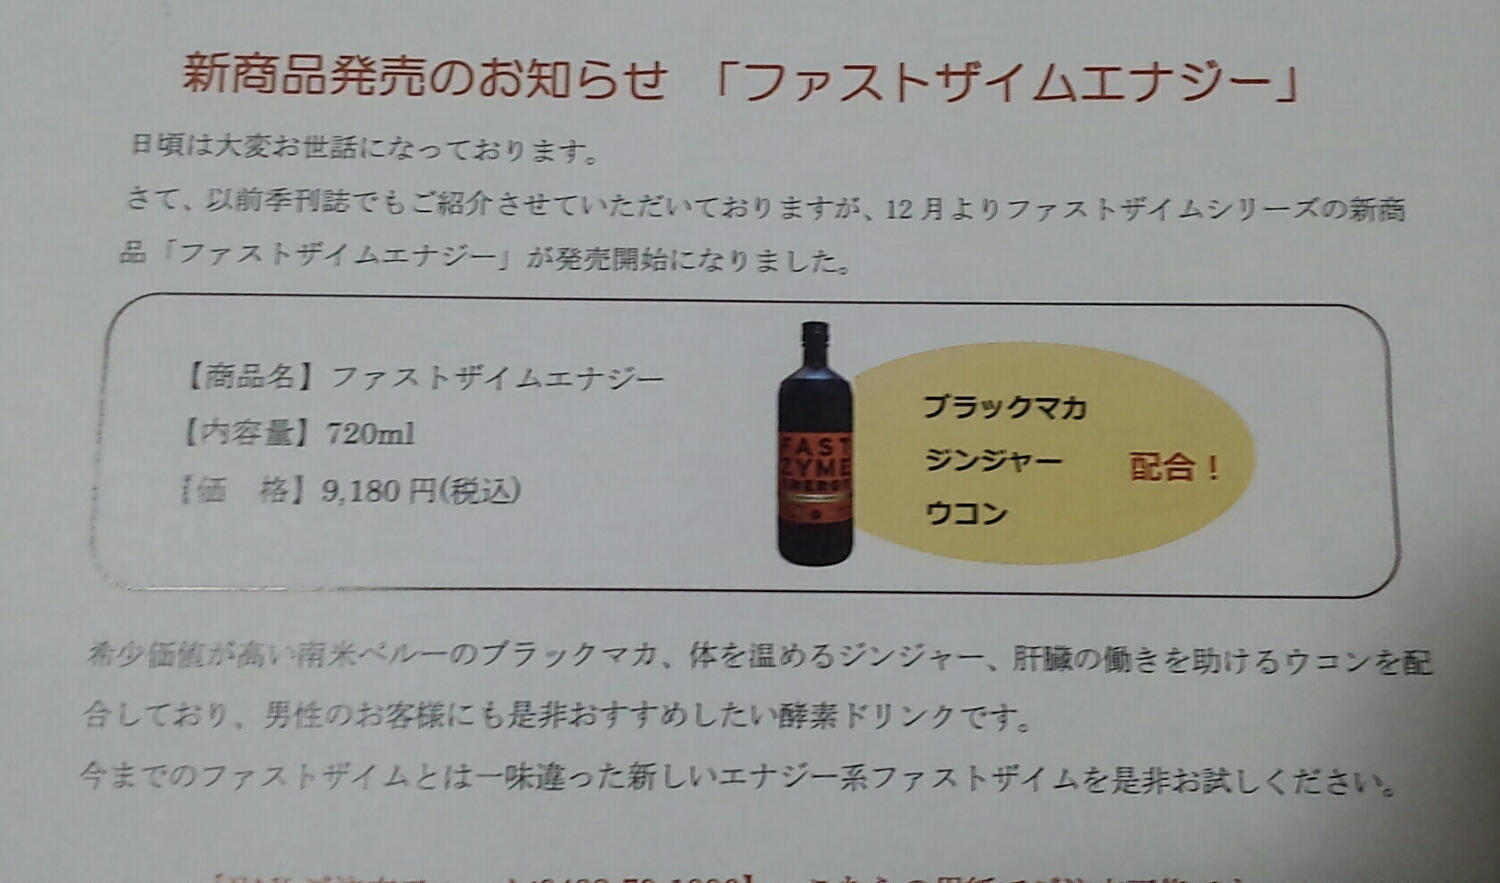 新商品発売のお知らせ 「ファストザイムエナジー」
日頃は大変お世話になっております。
さて、以前季刊誌でもご紹介させていただいておりますが、12月よりファストザイムシリーズの新商
品「ファストザイムエナジー」が発売開始になりました。
【商品名】ファストザイムエナジー
【内容量】720ml
【価　格】9,180円(税込)
FAST
ZYME
ENERGY
ブラックマカ
ジンジャー
ウコン
配合！
希少価値が高い南米ペルーのブラックマカ、体を温めるジンジャー、肝臓の働きを助けるウコンを配
合しており、男性のお客様にも是非おすすめしたい酵素ドリンクです。
今までのファストザイムとは一味違った新しいエナジー系ファストザイムを是非お試しください。